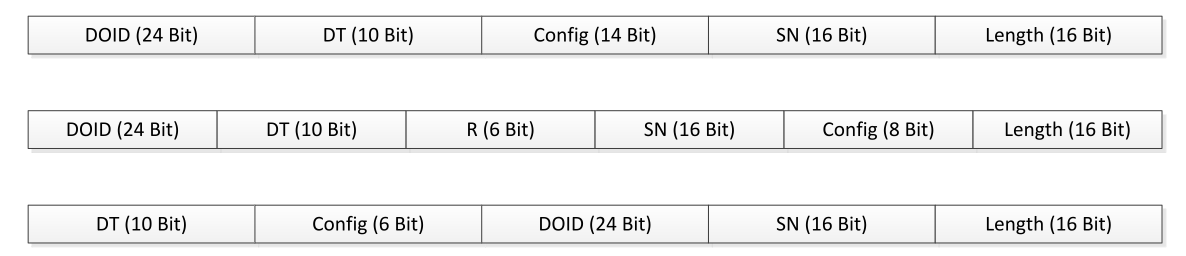 DOID (24 Bit) DT (10 Bit) Config (14 Bit) SN (16 Bit) Length (16 Bit)
DOID (24 Bit) DT (10 Bit) R (6 Bit) SN (16 Bit) Config (8 Bit) Length (16 Bit)
DT (10 Bit) Config (6 Bit) DOID (24 Bit) SN (16 Bit) Length (16 Bit)